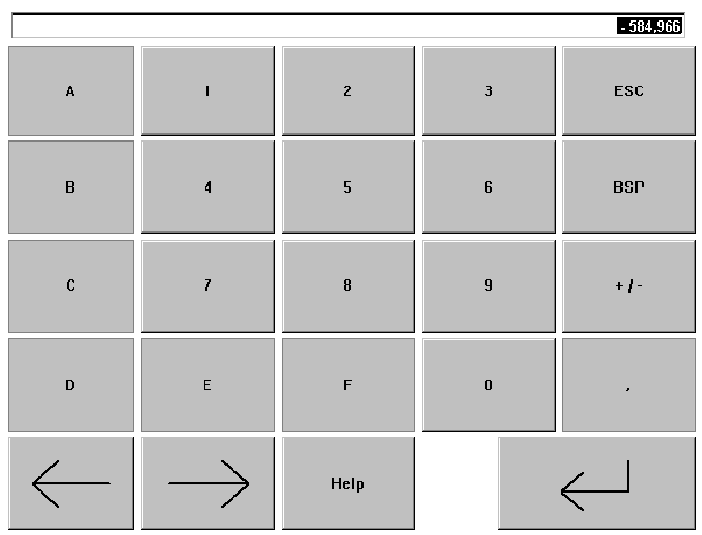 -584,966
A 1 2 3 ESC
B 4 5 6 BSP
C 7 8 9 +/-
D E F 0 ,
Help